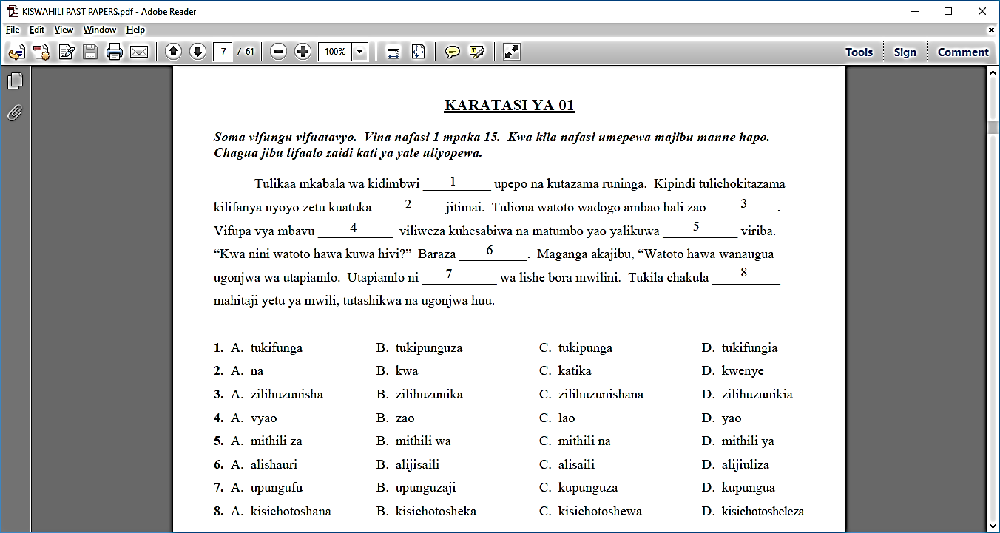 KISWAHILI PAST PAPERS.pdf - Adobe Reader
File Edit View Window Help
7 / 61 100% Tools Sign Comment
KARATASI YA 01
Soma vifungu vifuatavyo. Vina nafasi 1 mpaka 15. Kwa kila nafasi umepewa majibu manne hapo.
Chagua jibu lifaalo zaidi kati ya yale uliyopewa.
Tulikaa mkabala wa kidimbwi ____1____ upepo na kutazama runinga. Kipindi tulichokitazama
kilifanya nyoyo zetu kuatuka ____2____ jitimai. Tuliona watoto wadogo ambao hali zao ____3____.
Vifupa vya mbavu ____4____ viliweza kuhesabiwa na matumbo yao yalikuwa ____5____ viriba.
“Kwa nini watoto hawa kuwa hivi?” Baraza ____6____. Maganga akajibu, “Watoto hawa wanaugua
ugonjwa wa utapiamlo. Utapiamlo ni ____7____ wa lishe bora mwilini. Tukila chakula ____8____
mahitaji yetu ya mwili, tutashikwa na ugonjwa huu.
1. A. tukifunga B. tukipunguza C. tukipunga D. tukifungia
2. A. na B. kwa C. katika D. kwenye
3. A. zilihuzunisha B. zilihuzunika C. zilihuzunishana D. zilihuzunikia
4. A. vyao B. zao C. lao D. yao
5. A. mithili za B. mithili wa C. mithili na D. mithili ya
6. A. alishauri B. alijisaili C. alisaili D. alijiuliza
7. A. upungufu B. upunguzaji C. kupunguza D. kupungua
8. A. kisichotoshana B. kisichotosheka C. kisichotoshewa D. kisichotosheleza